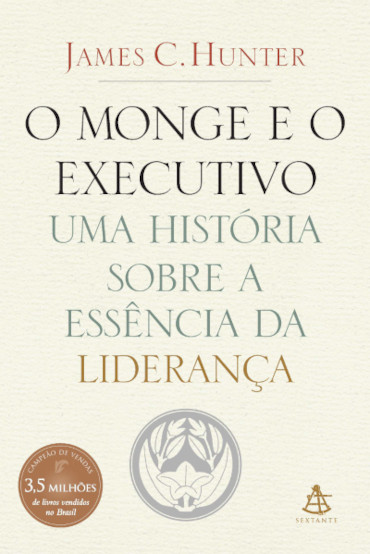 JAMES C. HUNTER
O MONGE E O
EXECUTIVO
UMA HISTÓRIA
SOBRE A
ESSÊNCIA DA
LIDERANÇA
CAMPEÃO DE VENDAS
3,5 MILHÕES
de livros vendidos
no Brasil
SEXTANTE